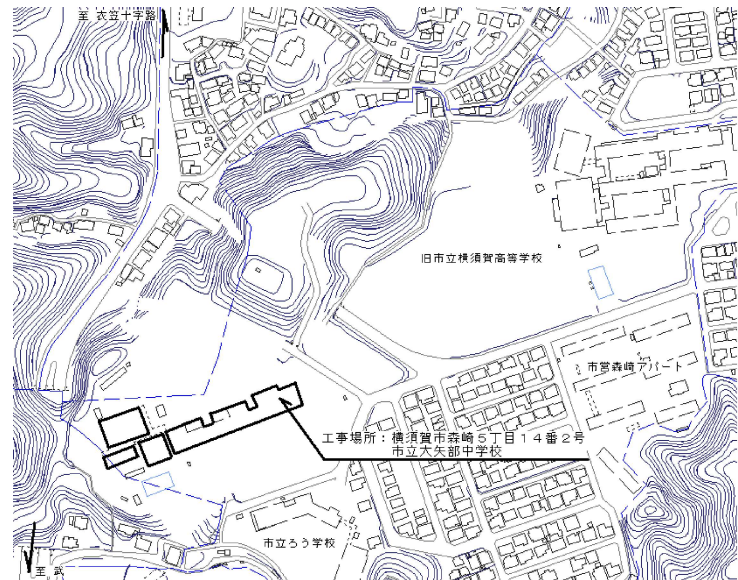 至 衣笠十字路
旧市立横須賀高等学校
市営森崎アパート
工事場所：横須賀市森崎５丁目１４番２号
市立大矢部中学校
市立ろう学校
至 武